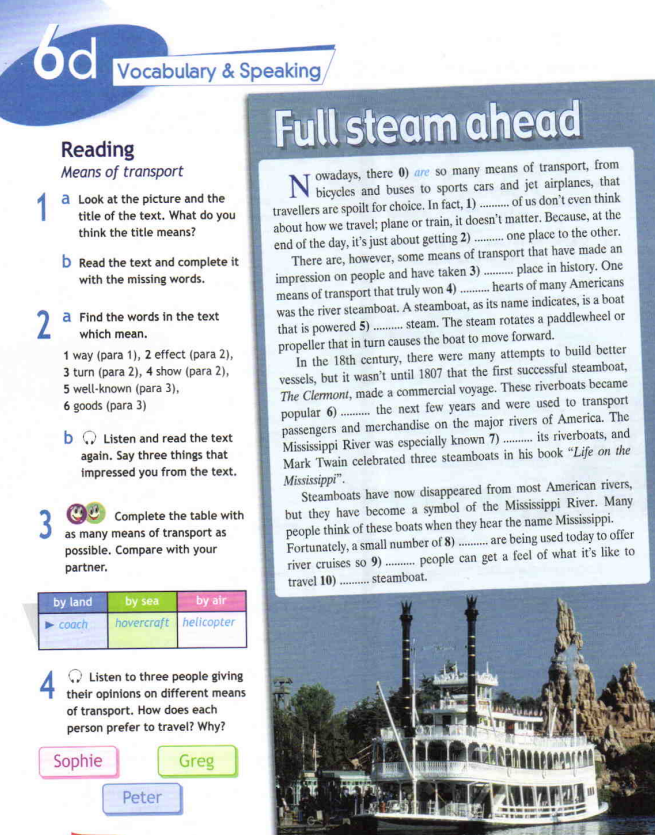 6d
Vocabulary & Speaking
Reading
Means of transport
1 a Look at the picture and the
title of the text. What do you
think the title means?
b Read the text and complete it
with the missing words.
2 a Find the words in the text
which mean.
1 way (para 1), 2 effect (para 2),
3 turn (para 2), 4 show (para 2),
5 well-known (para 3),
6 goods (para 3)
b Listen and read the text
again. Say three things that
impressed you from the text.
3 Complete the table with
as many means of transport as
possible. Compare with your
partner.
by land by sea by air
coach hovercraft helicopter
4 Listen to three people giving
their opinions on different means
of transport. How does each
person prefer to travel? Why?
Sophie Greg
Peter
Full steam ahead
Nowadays, there 0) are so many means of transport, from
bicycles and buses to sports cars and jet airplanes, that
travellers are spoilt for choice. In fact, 1) .......... of us don't even think
about how we travel; plane or train, it doesn't matter. Because, at the
end of the day, it's just about getting 2) .......... one place to the other.
There are, however, some means of transport that have made an
impression on people and have taken 3) .......... place in history. One
means of transport that truly won 4) .......... hearts of many Americans
was the river steamboat. A steamboat, as its name indicates, is a boat
that is powered 5) .......... steam. The steam rotates a paddlewheel or
propeller that in turn causes the boat to move forward.
In the 18th century, there were many attempts to build better
vessels, but it wasn't until 1807 that the first successful steamboat,
The Clermont, made a commercial voyage. These riverboats became
popular 6) .......... the next few years and were used to transport
passengers and merchandise on the major rivers of America. The
Mississippi River was especially known 7) .......... its riverboats, and
Mark Twain celebrated three steamboats in his book "Life on the
Mississippi".
Steamboats have now disappeared from most American rivers,
but they have become a symbol of the Mississippi River. Many
people think of these boats when they hear the name Mississippi.
Fortunately, a small number of 8) .......... are being used today to offer
river cruises so 9) .......... people can get a feel of what it's like to
travel 10) .......... steamboat.